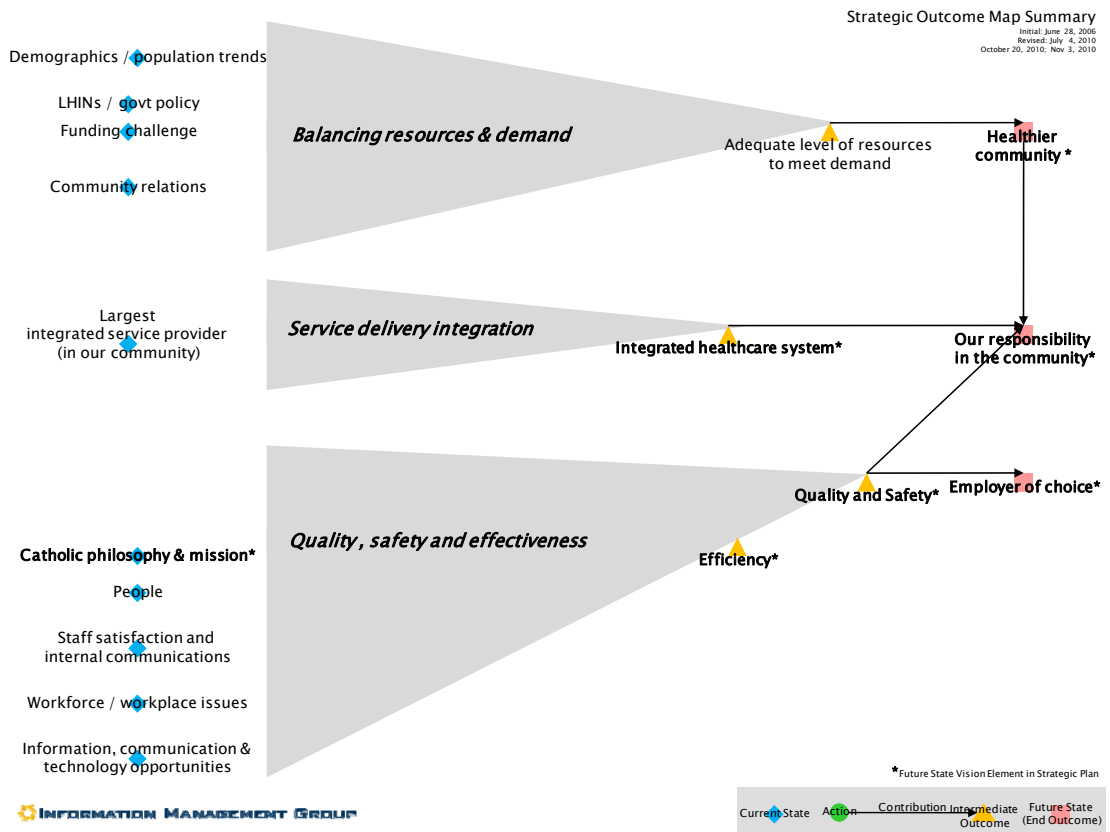 Strategic Outcome Map Summary
Initial: June 28, 2006
Revised: July 4, 2010
October 20, 2010; Nov 3, 2010
Demographics / population trends
LHINs / govt policy
Funding challenge
Community relations
Balancing resources & demand
Adequate level of resources
to meet demand
Healthier
community *
Largest
integrated service provider
(in our community)
Service delivery integration
Integrated healthcare system*
Our responsibility
in the community*
Quality and Safety*
Employer of choice*
Quality , safety and effectiveness
Efficiency*
Catholic philosophy & mission*
People
Staff satisfaction and
internal communications
Workforce / workplace issues
Information, communication &
technology opportunities
*Future State Vision Element in Strategic Plan
Information Management Group
Current State
Action
Contribution
Intermediate
Outcome
Future State
(End Outcome)